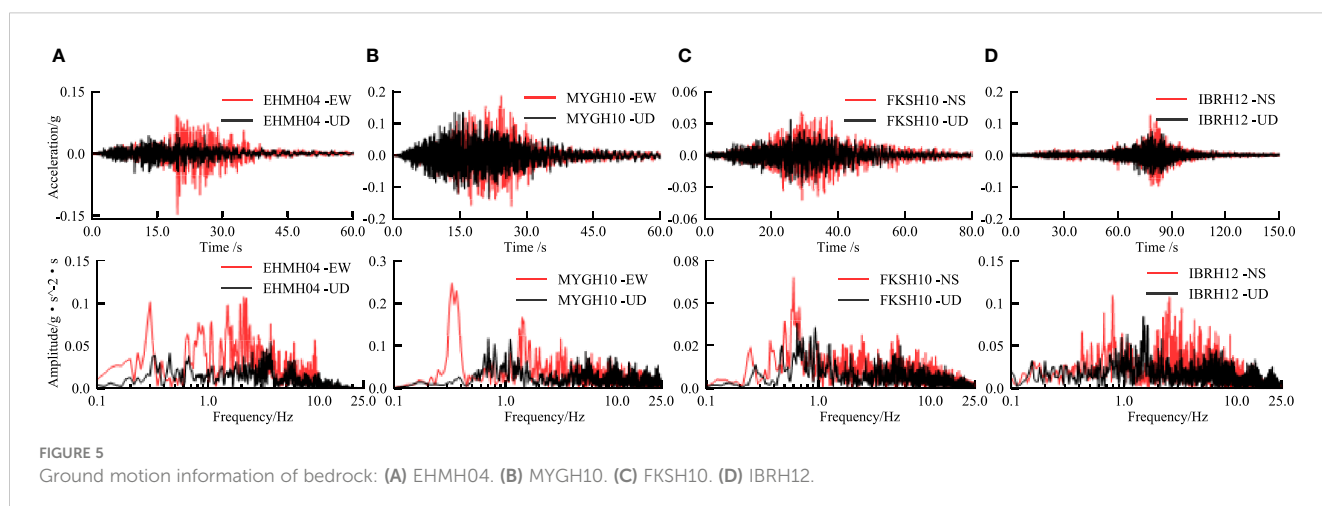 A
B
C
D
EHMH04 -EW
EHMH04 -UD
MYGH10 -EW
MYGH10 -UD
FKSH10 -NS
FKSH10 -UD
IBRH12 -NS
IBRH12 -UD
Acceleration/g
0.15
0.0
-0.15
0.0 15.0 30.0 45.0 60.0
Time /s
0.2
0.1
0.0
-0.1
-0.2
0.0 15.0 30.0 45.0 60.0
Time /s
0.06
0.03
0.00
-0.03
-0.06
0.0 20.0 40.0 60.0 80.0
Time /s
0.2
0.1
0.0
-0.1
-0.2
0.0 30.0 60.0 90.0 120.0 150.0
Time /s
Amplitude/g • s^-2 • s
0.15
0.10
0.05
0.00
0.1 1.0 10.0 25.0
Frequency/Hz
EHMH04 -EW
EHMH04 -UD
0.3
0.2
0.1
0.0
0.1 1.0 10.0 25.0
Frequency/Hz
MYGH10 -EW
MYGH10 -UD
0.08
0.05
0.02
0.00
0.1 1.0 10.0 25.0
Frequency/Hz
FKSH10 -NS
FKSH10 -UD
0.15
0.10
0.05
0.00
0.1 1.0 10.0 25.0
Frequency/Hz
IBRH12 -NS
IBRH12 -UD
FIGURE 5
Ground motion information of bedrock: (A) EHMH04. (B) MYGH10. (C) FKSH10. (D) IBRH12.